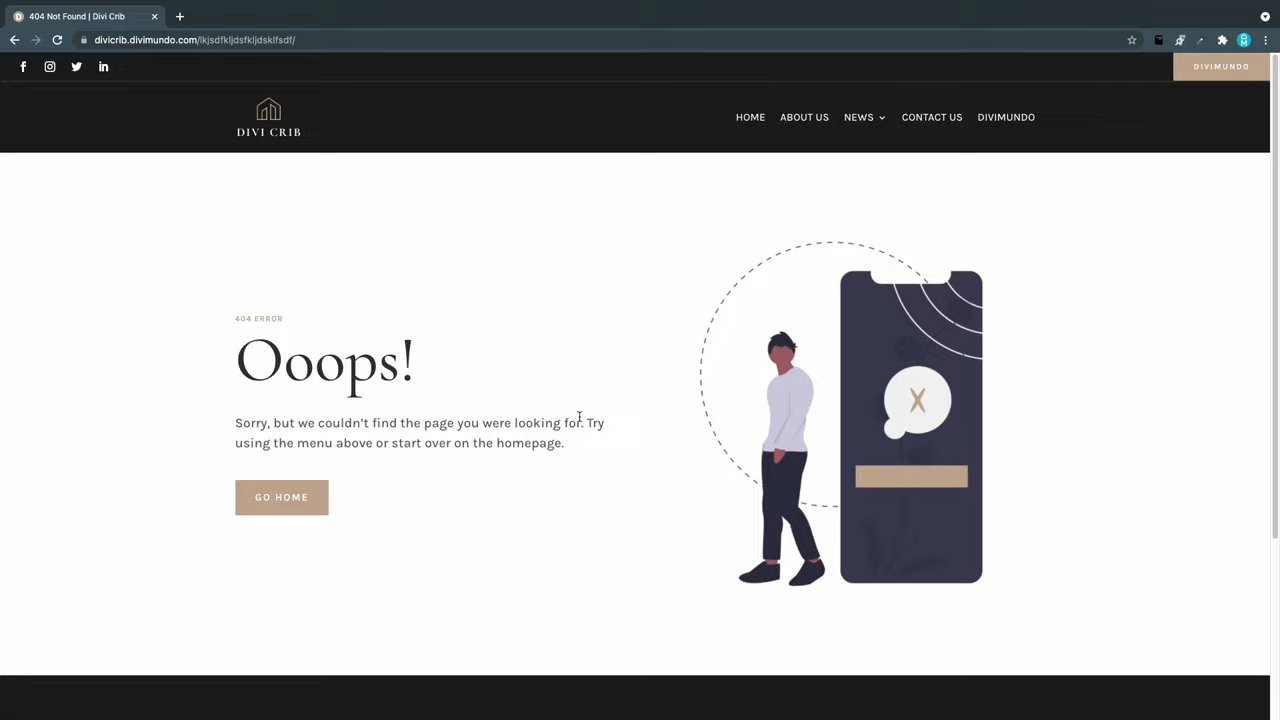 404 Not Found | Divi Crib
divicrib.divimundo.com/lkjsdfkljdsfkljdsklfsdf/
DIVIMUNDO
DIVI CRIB
HOME ABOUT US NEWS CONTACT US DIVIMUNDO
404 ERROR
Ooops!
Sorry, but we couldn't find the page you were looking for. Try
using the menu above or start over on the homepage.
GO HOME
X